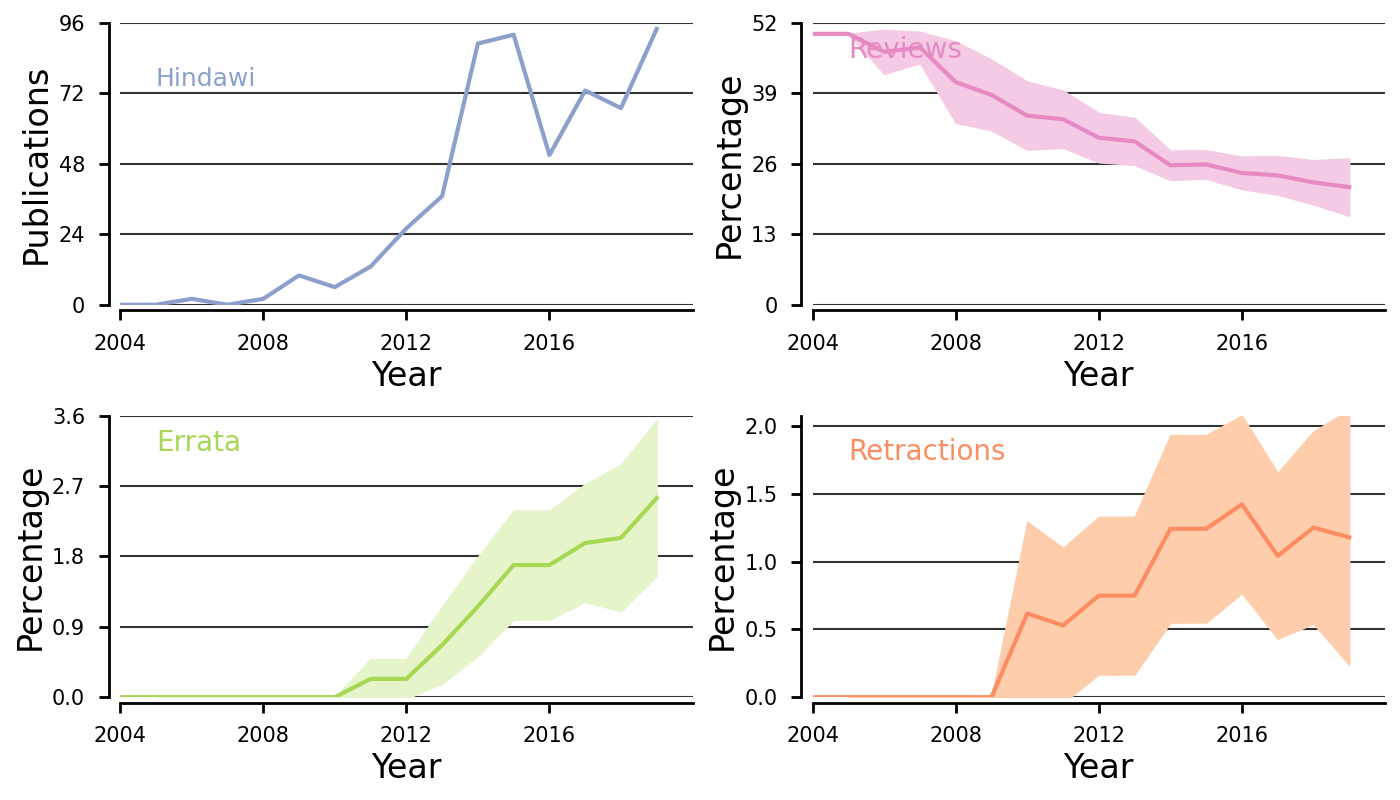 Publications
96
72
48
24
0
Hindawi
2004 2008 2012 2016
Year
Percentage
52
39
26
13
0
Reviews
2004 2008 2012 2016
Year
Percentage
3.6
2.7
1.8
0.9
0.0
Errata
2004 2008 2012 2016
Year
Percentage
2.0
1.5
1.0
0.5
0.0
Retractions
2004 2008 2012 2016
Year